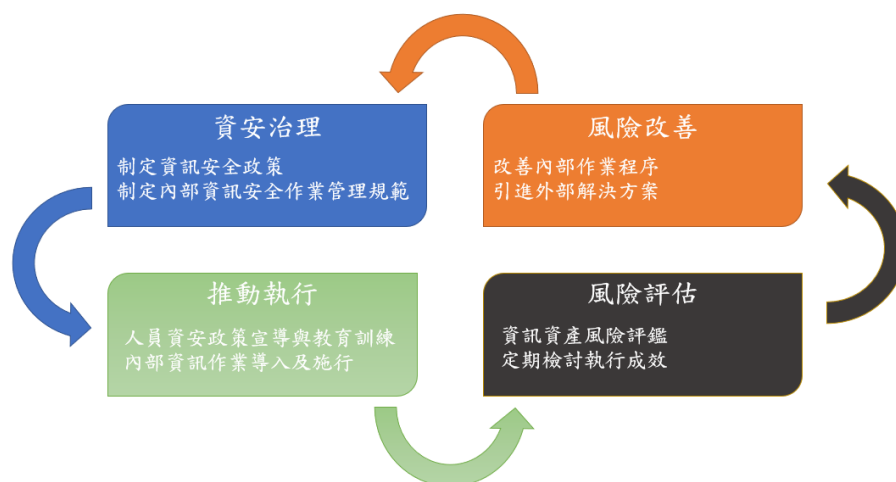 資安治理
制定資訊安全政策
制定內部資訊安全作業管理規範
風險改善
改善內部作業程序
引進外部解決方案
推動執行
人員資安政策宣導與教育訓練
內部資訊作業導入及施行
風險評估
資訊資產風險評鑑
定期檢討執行成效